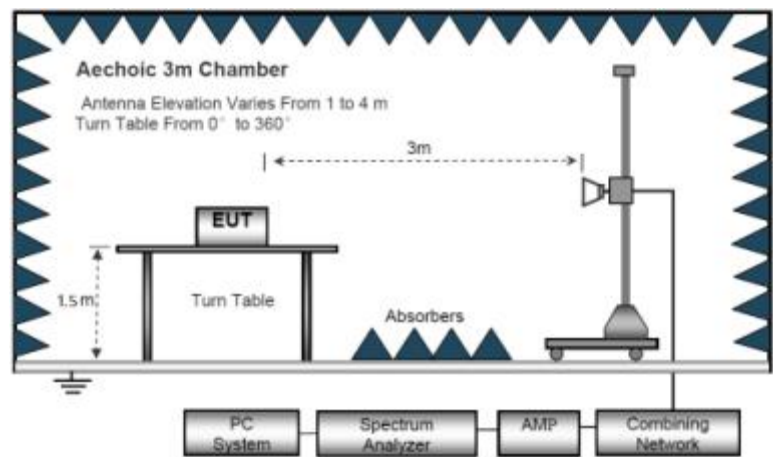 Aechoic 3m Chamber
Antenna Elevation Varies From 1 to 4 m
Turn Table From 0° to 360°
3m
EUT
1.5 m
Turn Table
Absorbers
PC
System
Spectrum
Analyzer
AMP
Combining
Network